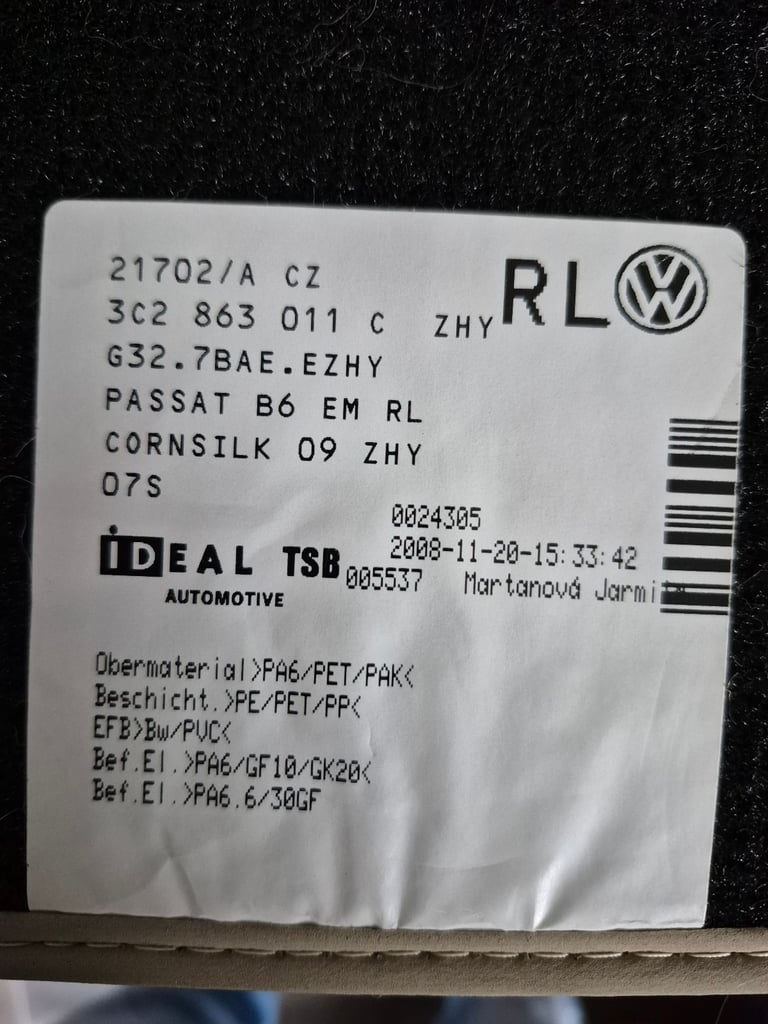 21702/A CZ
3C2 863 011 C ZHY RL
G32.7BAE.EZHY
PASSAT B6 EM RL
CORNSILK 09 ZHY
07S
0024305
2008-11-20-15:33:42
iDEAL TSB 005537 Martanová Jarmi
AUTOMOTIVE
Obermaterial>PA6/PET/PAK<
Beschicht.>PE/PET/PP<
EFB>Bw/PVC<
Bef.El.>PA6/GF10/GK20<
Bef.El.>PA6.6/30GF